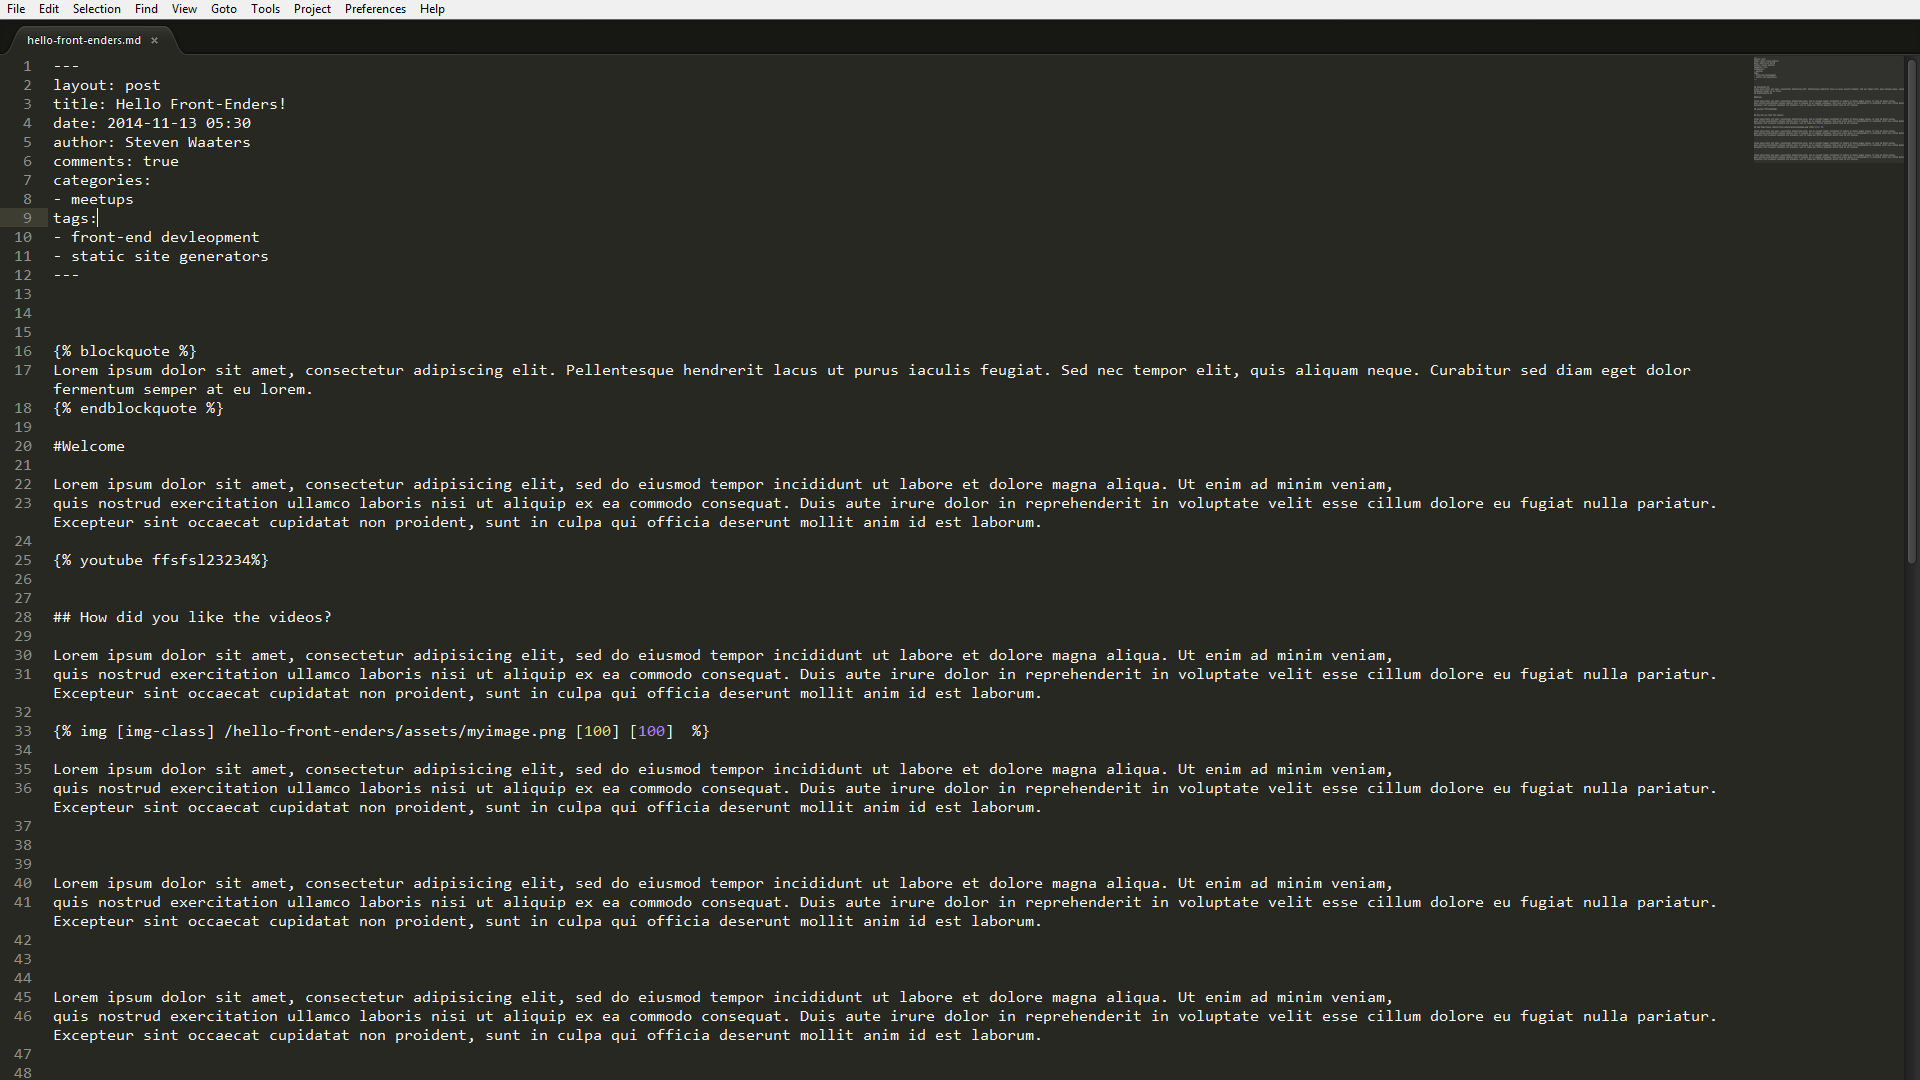 File Edit Selection Find View Goto Tools Project Preferences Help
hello-front-enders.md ×
1 ---
2 layout: post
3 title: Hello Front-Enders!
4 date: 2014-11-13 05:30
5 author: Steven Waaters
6 comments: true
7 categories:
8 - meetups
9 tags:
10 - front-end devleopment
11 - static site generators
12 ---
13
14
15
16 {% blockquote %}
17 Lorem ipsum dolor sit amet, consectetur adipiscing elit. Pellentesque hendrerit lacus ut purus iaculis feugiat. Sed nec tempor elit, quis aliquam neque. Curabitur sed diam eget dolor
fermentum semper at eu lorem.
18 {% endblockquote %}
19
20 #Welcome
21
22 Lorem ipsum dolor sit amet, consectetur adipisicing elit, sed do eiusmod tempor incididunt ut labore et dolore magna aliqua. Ut enim ad minim veniam,
23 quis nostrud exercitation ullamco laboris nisi ut aliquip ex ea commodo consequat. Duis aute irure dolor in reprehenderit in voluptate velit esse cillum dolore eu fugiat nulla pariatur.
Excepteur sint occaecat cupidatat non proident, sunt in culpa qui officia deserunt mollit anim id est laborum.
24
25 {% youtube ffsfsl23234%}
26
27
28 ## How did you like the videos?
29
30 Lorem ipsum dolor sit amet, consectetur adipisicing elit, sed do eiusmod tempor incididunt ut labore et dolore magna aliqua. Ut enim ad minim veniam,
31 quis nostrud exercitation ullamco laboris nisi ut aliquip ex ea commodo consequat. Duis aute irure dolor in reprehenderit in voluptate velit esse cillum dolore eu fugiat nulla pariatur.
Excepteur sint occaecat cupidatat non proident, sunt in culpa qui officia deserunt mollit anim id est laborum.
32
33 {% img [img-class] /hello-front-enders/assets/myimage.png [100] [100]  %}
34
35 Lorem ipsum dolor sit amet, consectetur adipisicing elit, sed do eiusmod tempor incididunt ut labore et dolore magna aliqua. Ut enim ad minim veniam,
36 quis nostrud exercitation ullamco laboris nisi ut aliquip ex ea commodo consequat. Duis aute irure dolor in reprehenderit in voluptate velit esse cillum dolore eu fugiat nulla pariatur.
Excepteur sint occaecat cupidatat non proident, sunt in culpa qui officia deserunt mollit anim id est laborum.
37
38
39
40 Lorem ipsum dolor sit amet, consectetur adipisicing elit, sed do eiusmod tempor incididunt ut labore et dolore magna aliqua. Ut enim ad minim veniam,
41 quis nostrud exercitation ullamco laboris nisi ut aliquip ex ea commodo consequat. Duis aute irure dolor in reprehenderit in voluptate velit esse cillum dolore eu fugiat nulla pariatur.
Excepteur sint occaecat cupidatat non proident, sunt in culpa qui officia deserunt mollit anim id est laborum.
42
43
44
45 Lorem ipsum dolor sit amet, consectetur adipisicing elit, sed do eiusmod tempor incididunt ut labore et dolore magna aliqua. Ut enim ad minim veniam,
46 quis nostrud exercitation ullamco laboris nisi ut aliquip ex ea commodo consequat. Duis aute irure dolor in reprehenderit in voluptate velit esse cillum dolore eu fugiat nulla pariatur.
Excepteur sint occaecat cupidatat non proident, sunt in culpa qui officia deserunt mollit anim id est laborum.
47
48